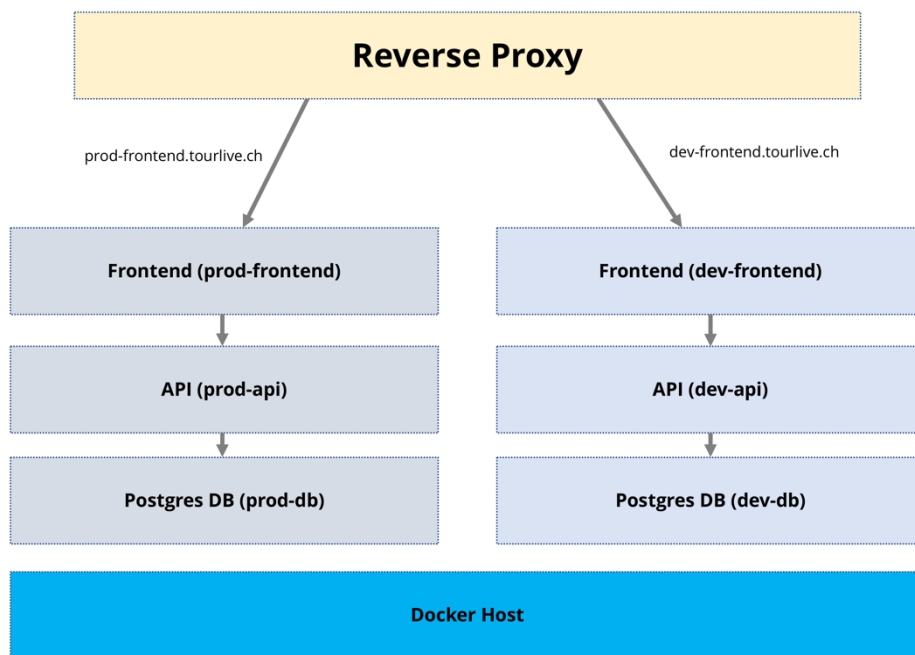 Reverse Proxy
prod-frontend.tourlive.ch
dev-frontend.tourlive.ch
Frontend (prod-frontend)
Frontend (dev-frontend)
API (prod-api)
API (dev-api)
Postgres DB (prod-db)
Postgres DB (dev-db)
Docker Host